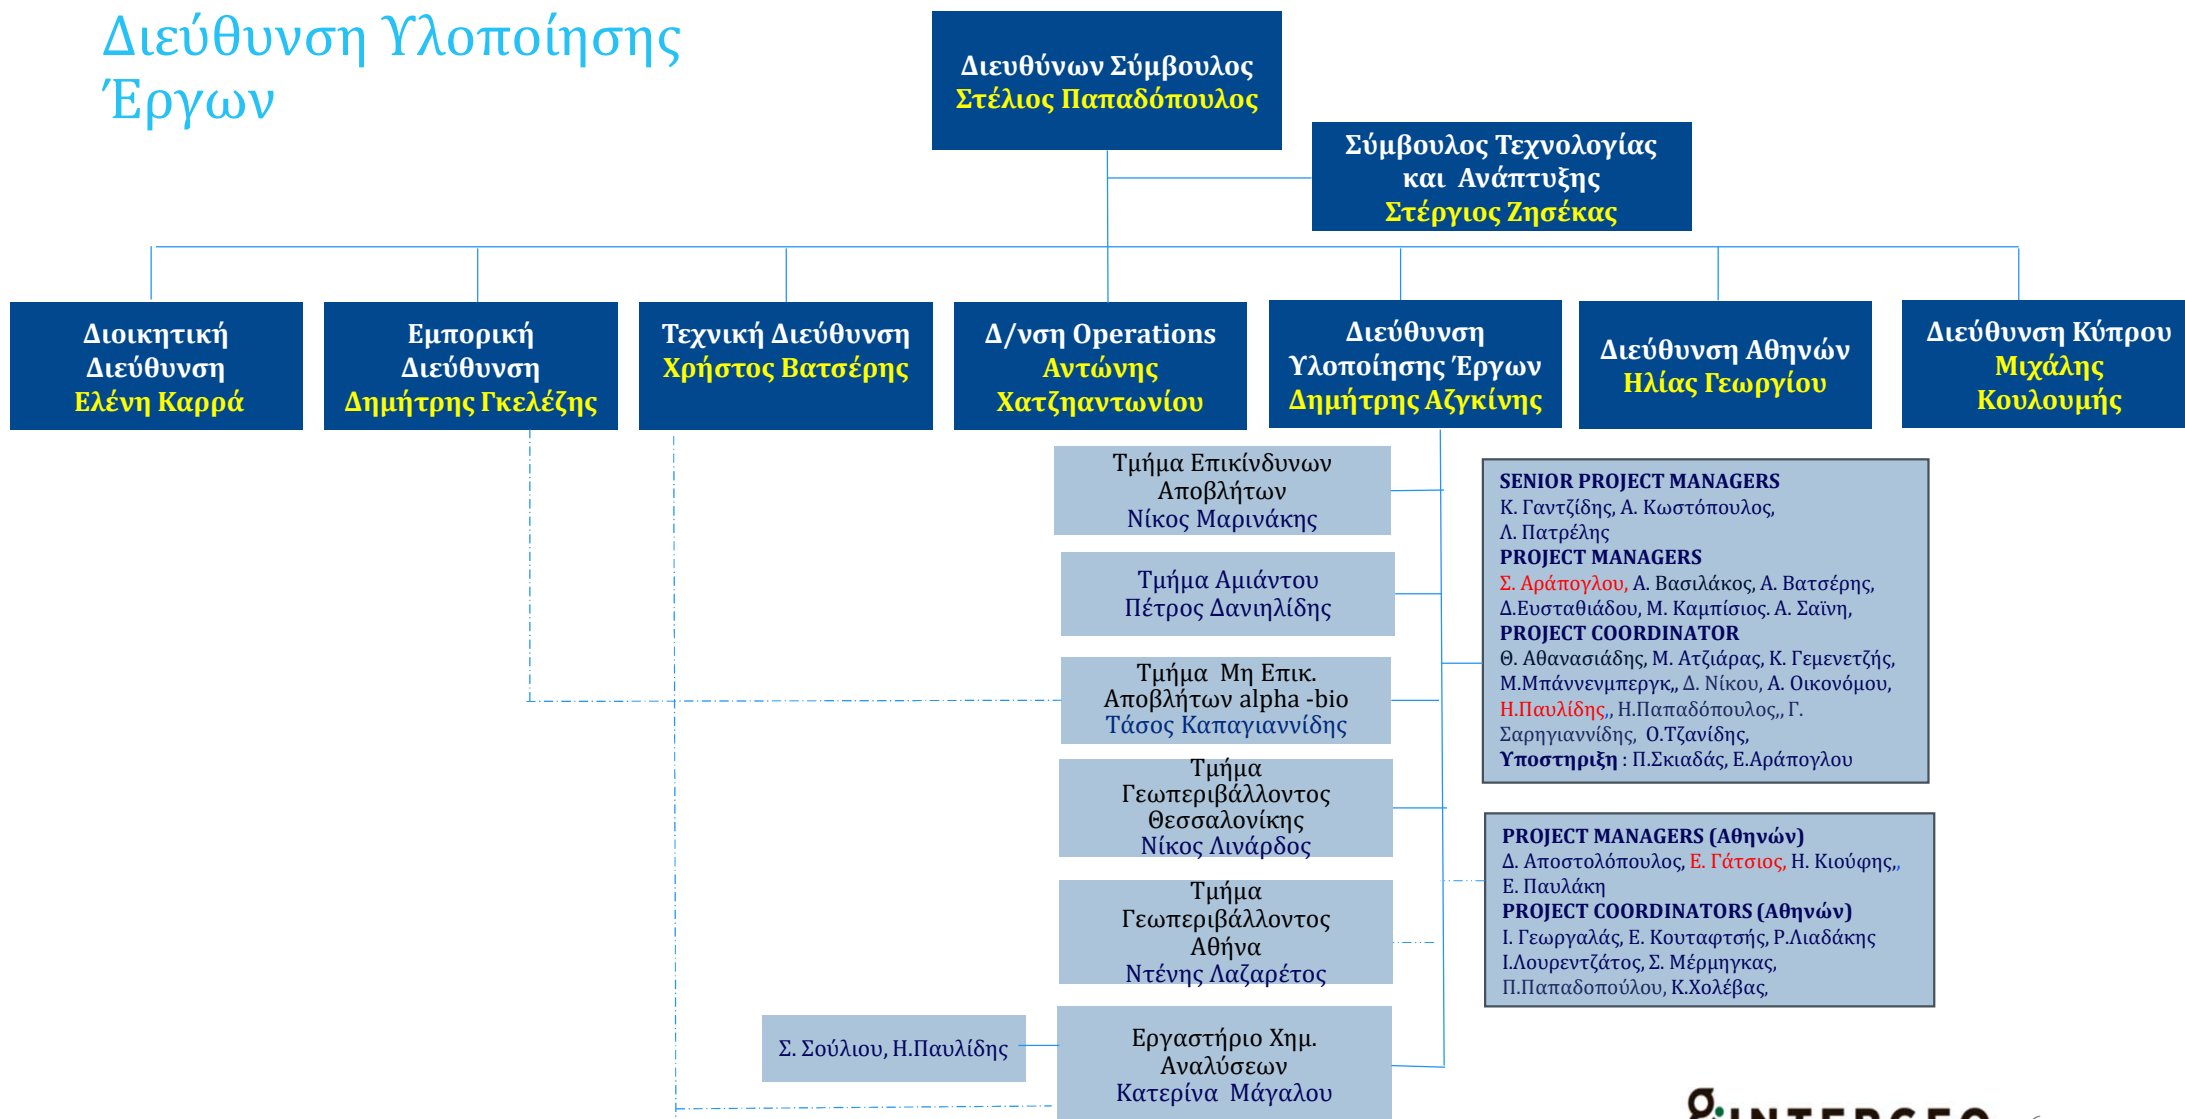 Διεύθυνση Υλοποίησης
Έργων
Διευθύνων Σύμβουλος
Στέλιος Παπαδόπουλος
Σύμβουλος Τεχνολογίας
και Ανάπτυξης
Στέργιος Ζησέκας
Διοικητική
Διεύθυνση
Ελένη Καρρά
Εμπορική
Διεύθυνση
Δημήτρης Γκελέζης
Τεχνική Διεύθυνση
Χρήστος Βατσέρης
Δ/νση Operations
Αντώνης
Χατζηαντωνίου
Διεύθυνση
Υλοποίησης Έργων
Δημήτρης Αζγκίνης
Διεύθυνση Αθηνών
Ηλίας Γεωργίου
Διεύθυνση Κύπρου
Μιχάλης
Κουλουμής
Τμήμα Επικίνδυνων
Αποβλήτων
Νίκος Μαρινάκης
Τμήμα Αμιάντου
Πέτρος Δανιηλίδης
Τμήμα Μη Επικ.
Αποβλήτων alpha -bio
Τάσος Καπαγιαννίδης
Τμήμα
Γεωπεριβάλλοντος
Θεσσαλονίκης
Νίκος Λινάρδος
Τμήμα
Γεωπεριβάλλοντος
Αθήνα
Ντένης Λαζαρέτος
Εργαστήριο Χημ.
Αναλύσεων
Κατερίνα Μάγαλου
Σ. Σούλιου, Η.Παυλίδης
SENIOR PROJECT MANAGERS
Κ. Γαντζίδης, Α. Κωστόπουλος,
Λ. Πατρέλης
PROJECT MANAGERS
Σ. Αράπογλου, Α. Βασιλάκος, Α. Βατσέρης,
Δ.Ευσταθιάδου, Μ. Καμπίσιος. Α. Σαϊνη,
PROJECT COORDINATOR
Θ. Αθανασιάδης, Μ. Ατζιάρας, Κ. Γεμενετζής,
Μ.Μπάννενμπεργκ,, Δ. Νίκου, Α. Οικονόμου,
Η.Παυλίδης,, Η.Παπαδόπουλος,, Γ.
Σαρηγιαννίδης, Ο.Τζανίδης,
Υποστηριξη : Π.Σκιαδάς, Ε.Αράπογλου
PROJECT MANAGERS (Αθηνών)
Δ. Αποστολόπουλος, Ε. Γάτσιος, Η. Κιούφης,,
Ε. Παυλάκη
PROJECT COORDINATORS (Αθηνών)
Ι. Γεωργαλάς, Ε. Κουταφτσής, Ρ.Λιαδάκης
Ι.Λουρεντζάτος, Σ. Μέρμηγκας,
Π.Παπαδοπούλου, Κ.Χολέβας,
INTERGEO